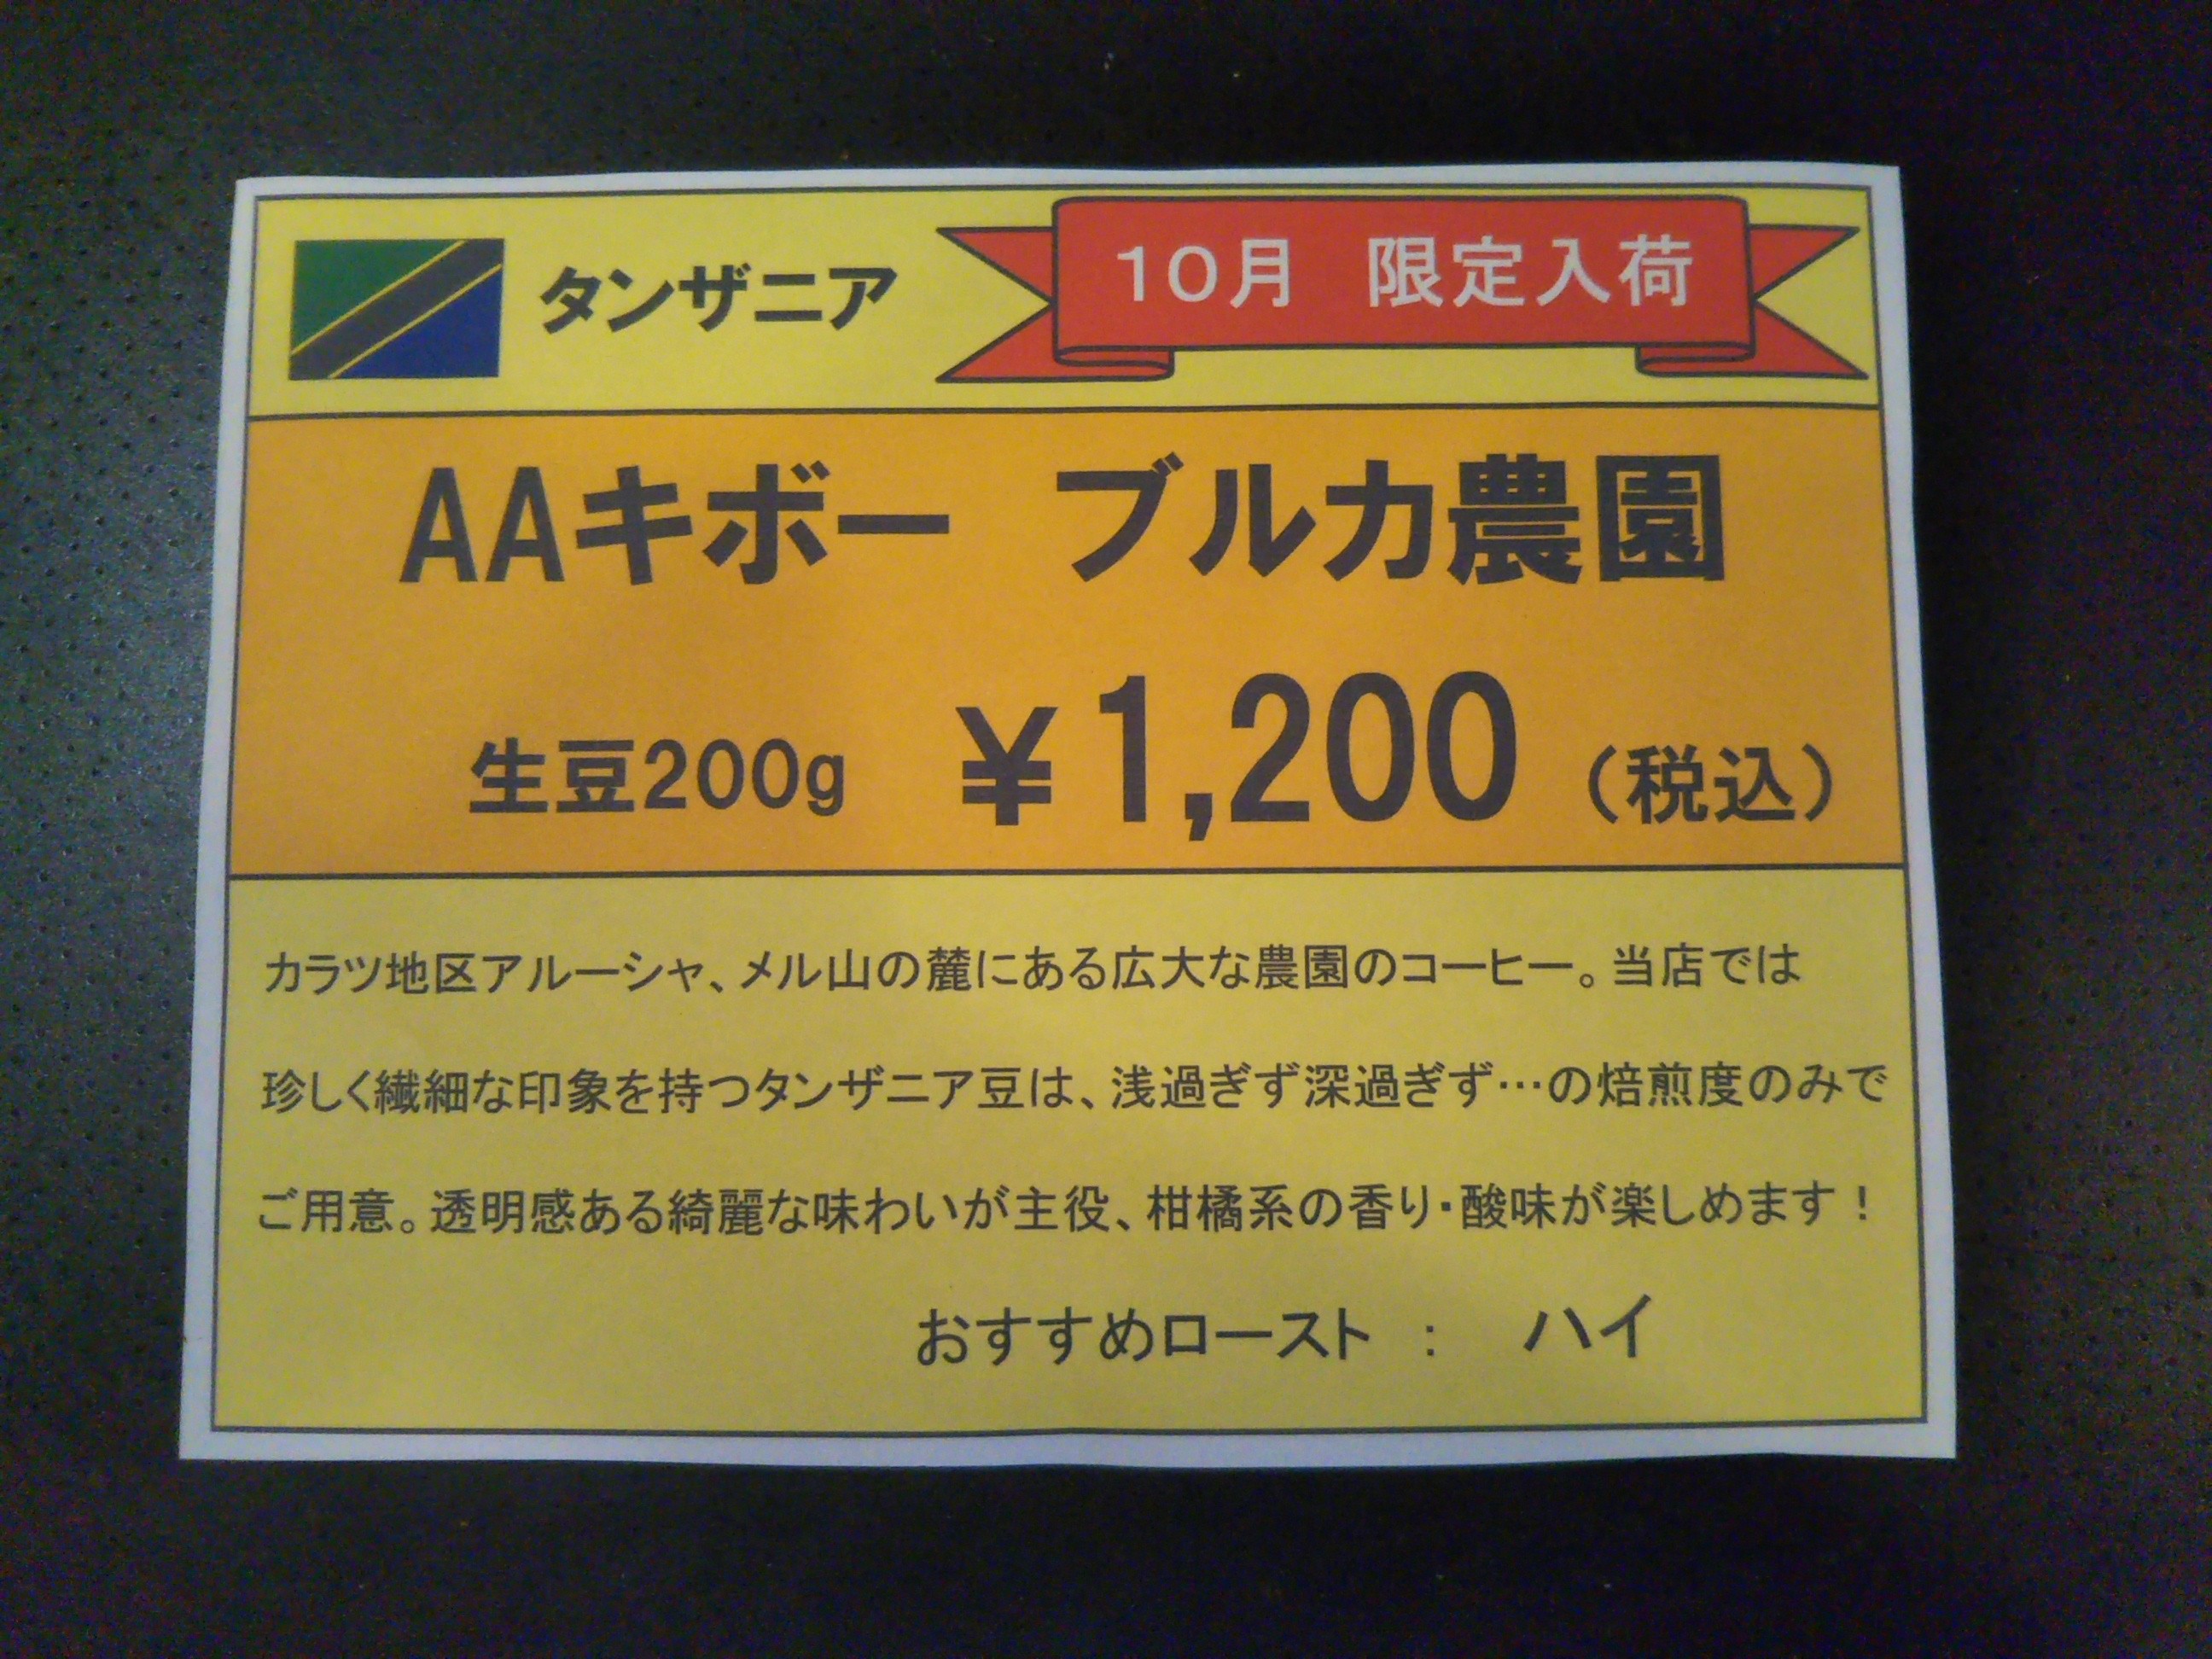 タンザニア
10月 限定入荷
AAキボー ブルカ農園
生豆200g ¥1,200 (税込)
カラツ地区アルーシャ、メル山の麓にある広大な農園のコーヒー。当店では
珍しく繊細な印象を持つタンザニア豆は、浅過ぎず深過ぎず…の焙煎度のみで
ご用意。透明感ある綺麗な味わいが主役、柑橘系の香り・酸味が楽しめます！
おすすめロースト ： ハイ